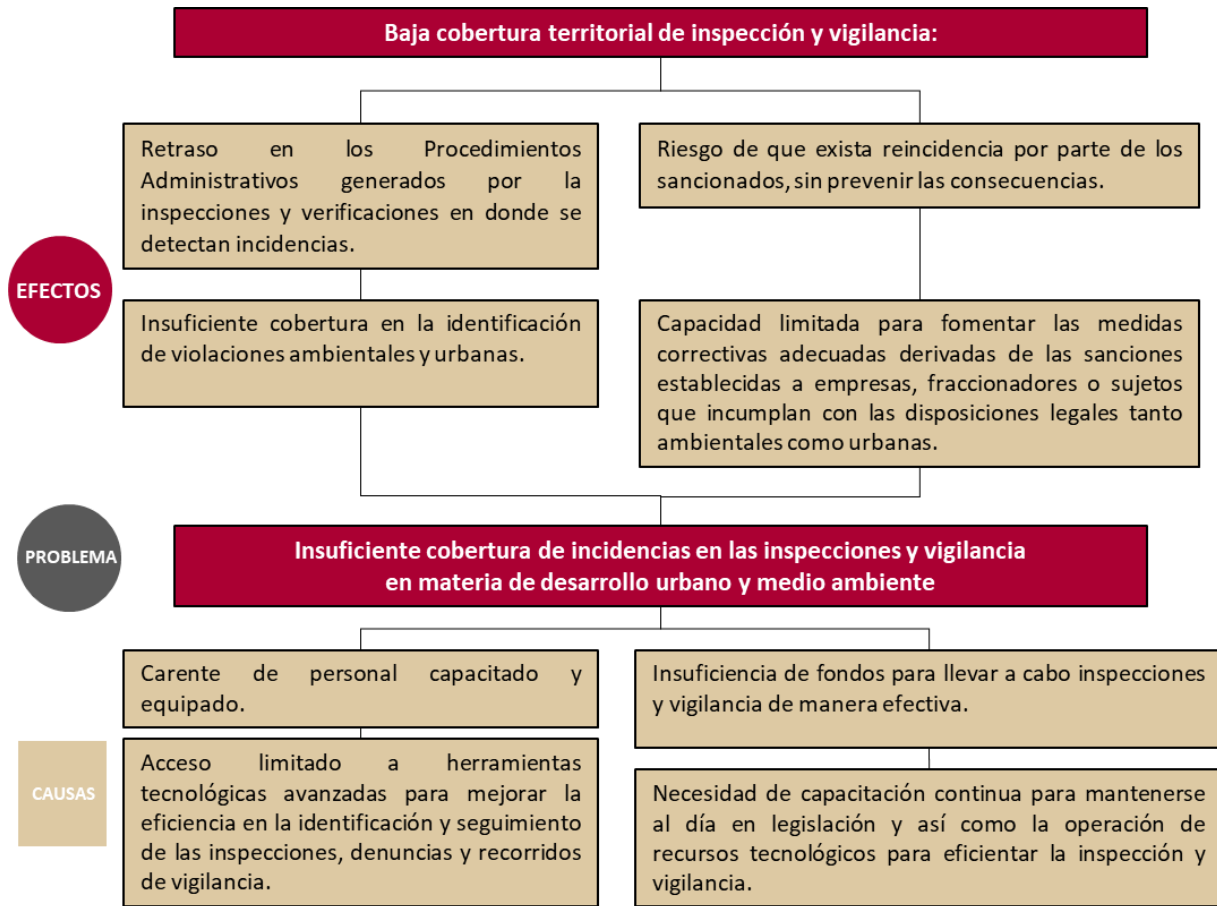 Baja cobertura territorial de inspección y vigilancia:
Retraso en los Procedimientos
Administrativos generados por la
inspecciones y verificaciones en donde se
detectan incidencias.
Riesgo de que exista reincidencia por parte de los
sancionados, sin prevenir las consecuencias.
EFECTOS
Insuficiente cobertura en la identificación
de violaciones ambientales y urbanas.
Capacidad limitada para fomentar las medidas
correctivas adecuadas derivadas de las sanciones
establecidas a empresas, fraccionadores o sujetos
que incumplan con las disposiciones legales tanto
ambientales como urbanas.
PROBLEMA
Insuficiente cobertura de incidencias en las inspecciones y vigilancia
en materia de desarrollo urbano y medio ambiente
Carente de personal capacitado y
equipado.
Insuficiencia de fondos para llevar a cabo inspecciones
y vigilancia de manera efectiva.
CAUSAS
Acceso limitado a herramientas
tecnológicas avanzadas para mejorar la
eficiencia en la identificación y seguimiento
de las inspecciones, denuncias y recorridos
de vigilancia.
Necesidad de capacitación continua para mantenerse
al día en legislación y así como la operación de
recursos tecnológicos para eficientar la inspección y
vigilancia.